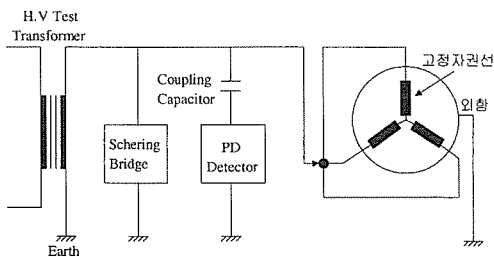 H.V Test
Transformer
Coupling
Capacitor
Schering
Bridge
PD
Detector
Earth
고정자권선
외함